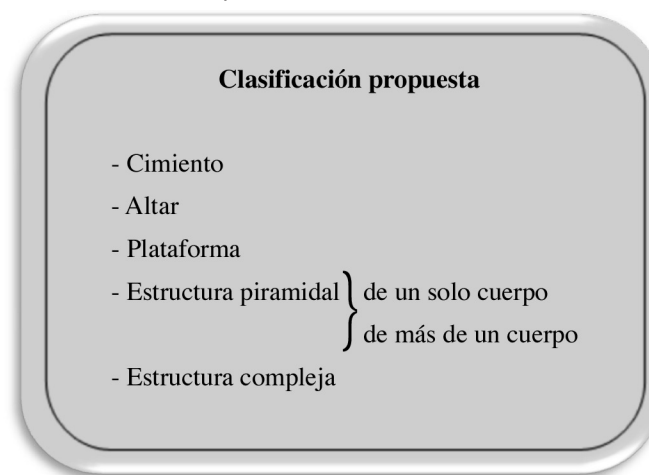 Clasificación propuesta
- Cimiento
- Altar
- Plataforma
- Estructura piramidal } de un solo cuerpo
de más de un cuerpo
- Estructura compleja